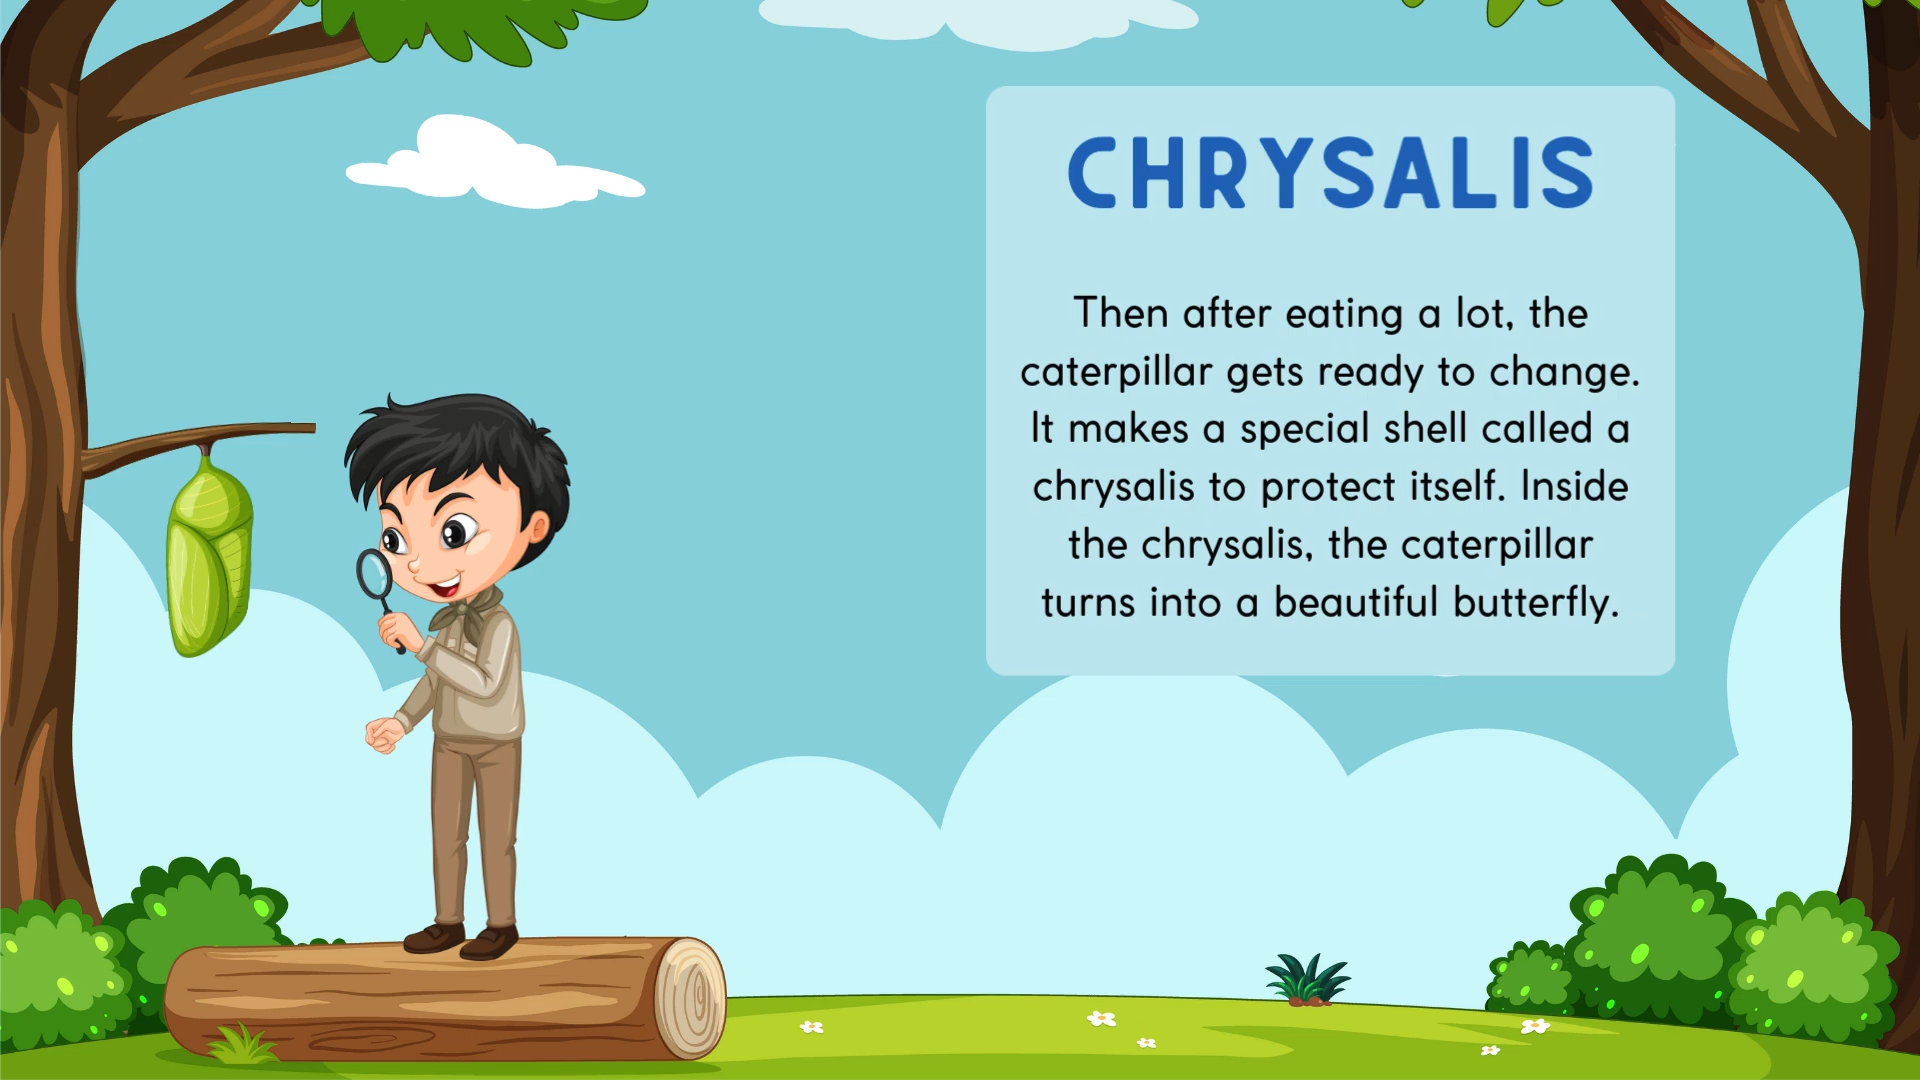 CHRYSALIS
Then after eating a lot, the
caterpillar gets ready to change.
It makes a special shell called a
chrysalis to protect itself. Inside
the chrysalis, the caterpillar
turns into a beautiful butterfly.